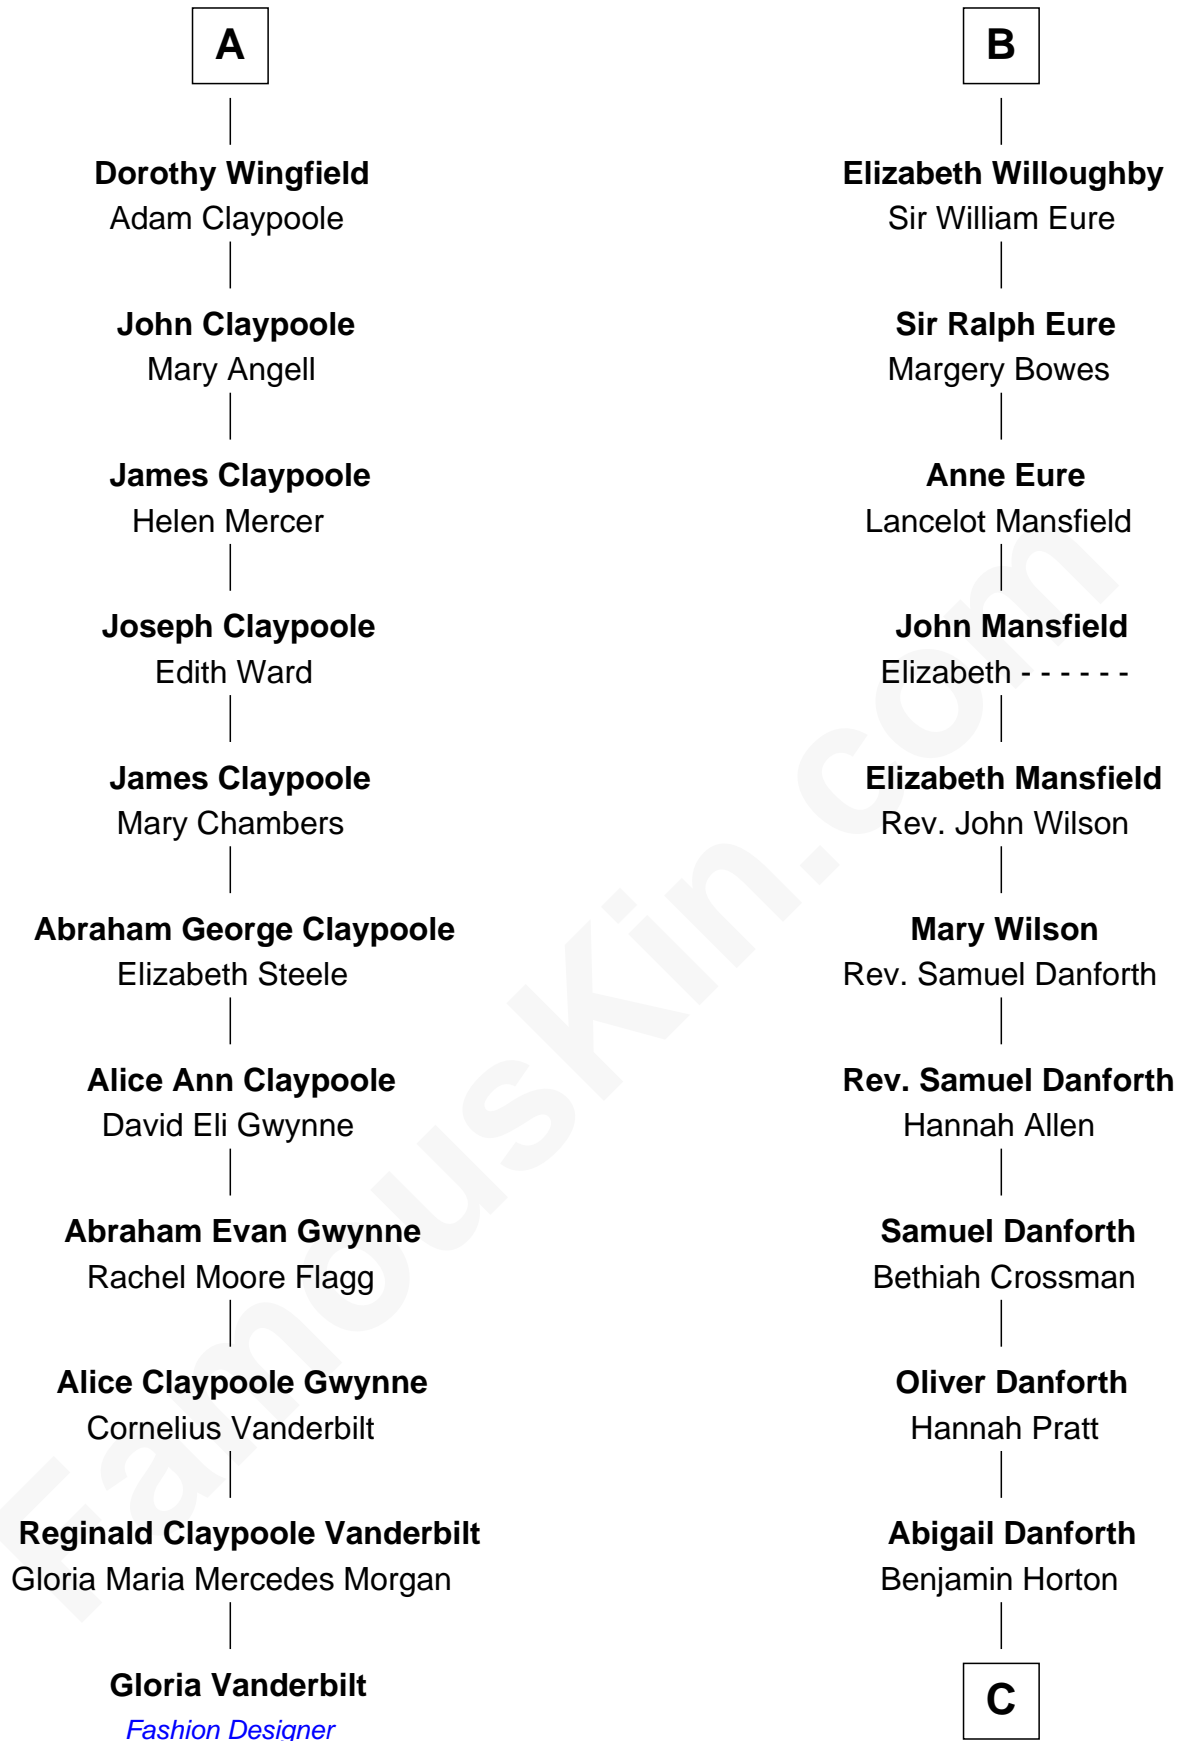 A
Dorothy Wingfield
Adam Claypoole
John Claypoole
Mary Angell
James Claypoole
Helen Mercer
Joseph Claypoole
Edith Ward
James Claypoole
Mary Chambers
Abraham George Claypoole
Elizabeth Steele
Alice Ann Claypoole
David Eli Gwynne
Abraham Evan Gwynne
Rachel Moore Flagg
Alice Claypoole Gwynne
Cornelius Vanderbilt
Reginald Claypoole Vanderbilt
Gloria Maria Mercedes Morgan
Gloria Vanderbilt
Fashion Designer
B
Elizabeth Willoughby
Sir William Eure
Sir Ralph Eure
Margery Bowes
Anne Eure
Lancelot Mansfield
John Mansfield
Elizabeth - - - - - -
Elizabeth Mansfield
Rev. John Wilson
Mary Wilson
Rev. Samuel Danforth
Rev. Samuel Danforth
Hannah Allen
Samuel Danforth
Bethiah Crossman
Oliver Danforth
Hannah Pratt
Abigail Danforth
Benjamin Horton
C
FamousKin.com